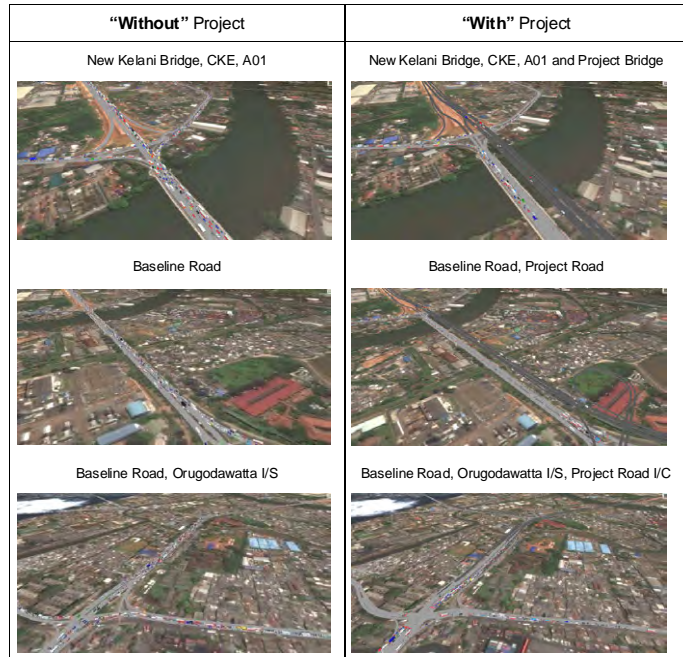 “Without” Project
“With” Project
New Kelani Bridge, CKE, A01
New Kelani Bridge, CKE, A01 and Project Bridge
Baseline Road
Baseline Road, Project Road
Baseline Road, Orugodawatta I/S
Baseline Road, Orugodawatta I/S, Project Road I/C